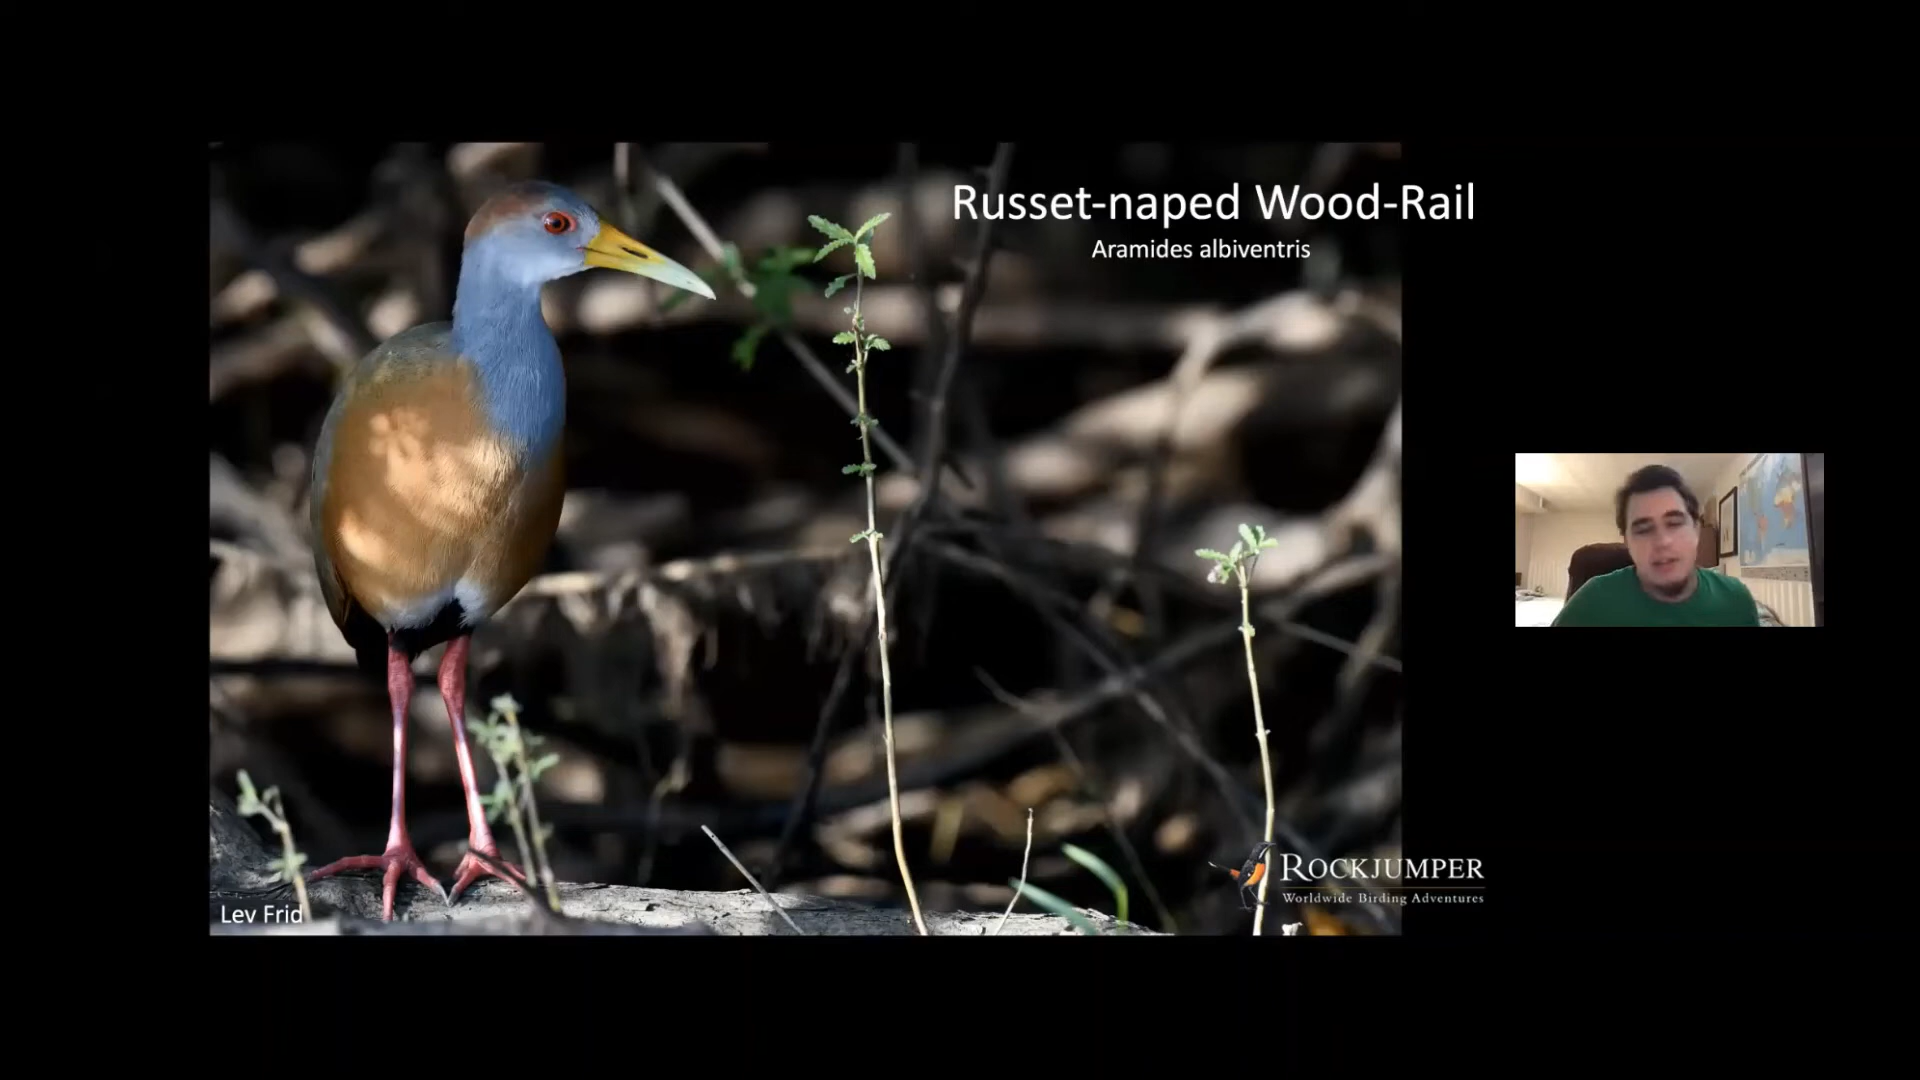 Russet-naped Wood-Rail
Aramides albiventris
ROCKJUMPER
Worldwide Birding Adventures
Lev Frid